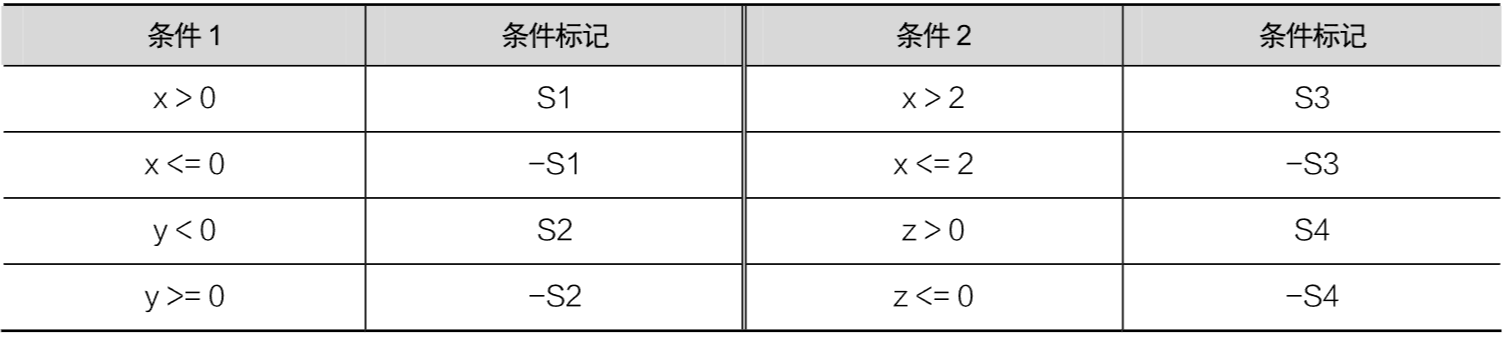 条件 1 条件标记 条件 2 条件标记
x > 0 S1 x > 2 S3
x <= 0 −S1 x <= 2 −S3
y < 0 S2 z > 0 S4
y >= 0 −S2 z <= 0 −S4